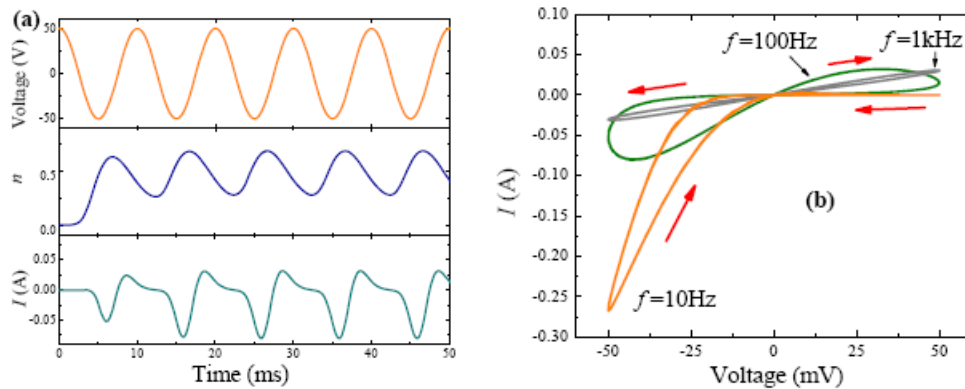 (a)
50
0
-50
Voltage (V)
0.5
0.0
n
0.00
-0.05
I (A)
0 10 20 30 40 50
Time (ms)
0.10
0.05
0.00
-0.05
-0.10
-0.15
-0.20
-0.25
-0.30
I (A)
f=100Hz
f=1kHz
(b)
f=10Hz
-50 -25 0 25 50
Voltage (mV)